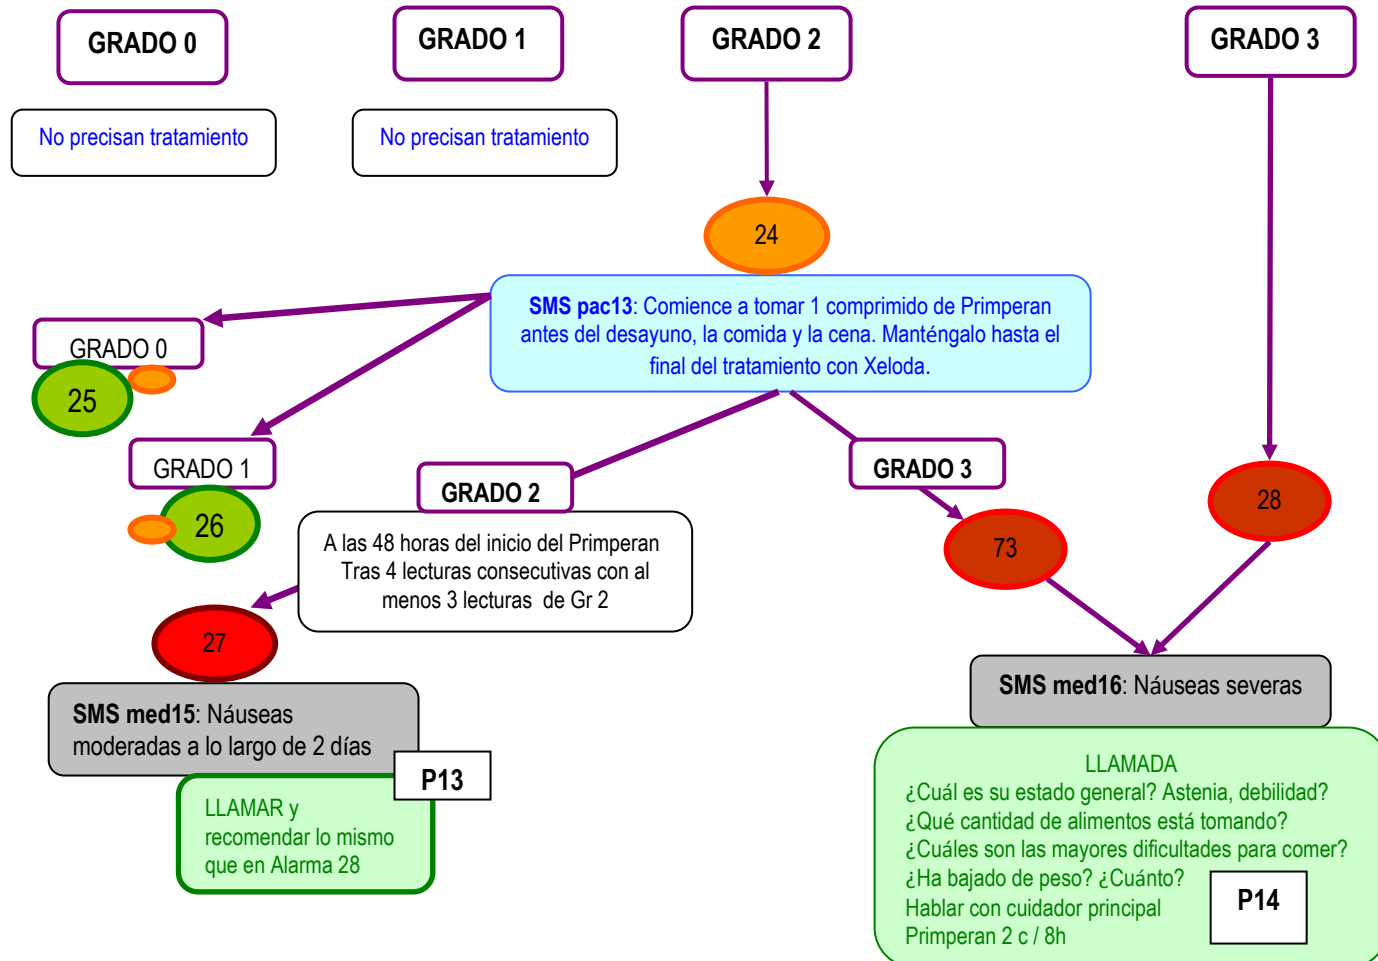 GRADO 0
GRADO 1
GRADO 2
GRADO 3
No precisan tratamiento
No precisan tratamiento
24
SMS pac13: Comience a tomar 1 comprimido de Primperan
antes del desayuno, la comida y la cena. Manténgalo hasta el
final del tratamiento con Xeloda.
GRADO 0
25
GRADO 1
26
GRADO 2
A las 48 horas del inicio del Primperan
Tras 4 lecturas consecutivas con al
menos 3 lecturas de Gr 2
GRADO 3
73
28
27
SMS med15: Náuseas
moderadas a lo largo de 2 días
P13
LLAMAR y
recomendar lo mismo
que en Alarma 28
SMS med16: Náuseas severas
LLAMADA
¿Cuál es su estado general? Astenia, debilidad?
¿Qué cantidad de alimentos está tomando?
¿Cuáles son las mayores dificultades para comer?
¿Ha bajado de peso? ¿Cuánto?
Hablar con cuidador principal
Primperan 2 c / 8h
P14